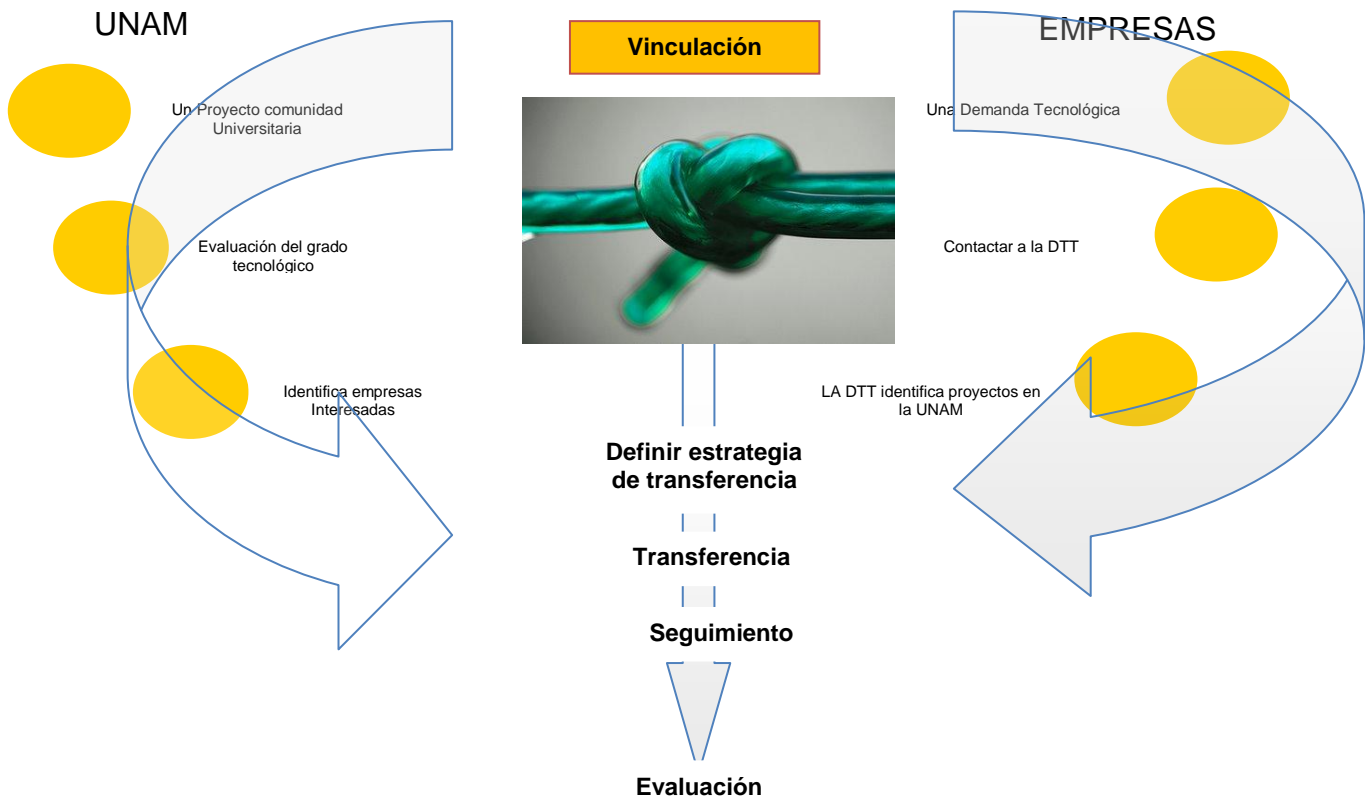 UNAM
Vinculación
EMPRESAS
Un Proyecto comunidad
Universitaria
Una Demanda Tecnológica
Evaluación del grado
tecnológico
Contactar a la DTT
Identifica empresas
Interesadas
LA DTT identifica proyectos en
la UNAM
Definir estrategia
de transferencia
Transferencia
Seguimiento
Evaluación